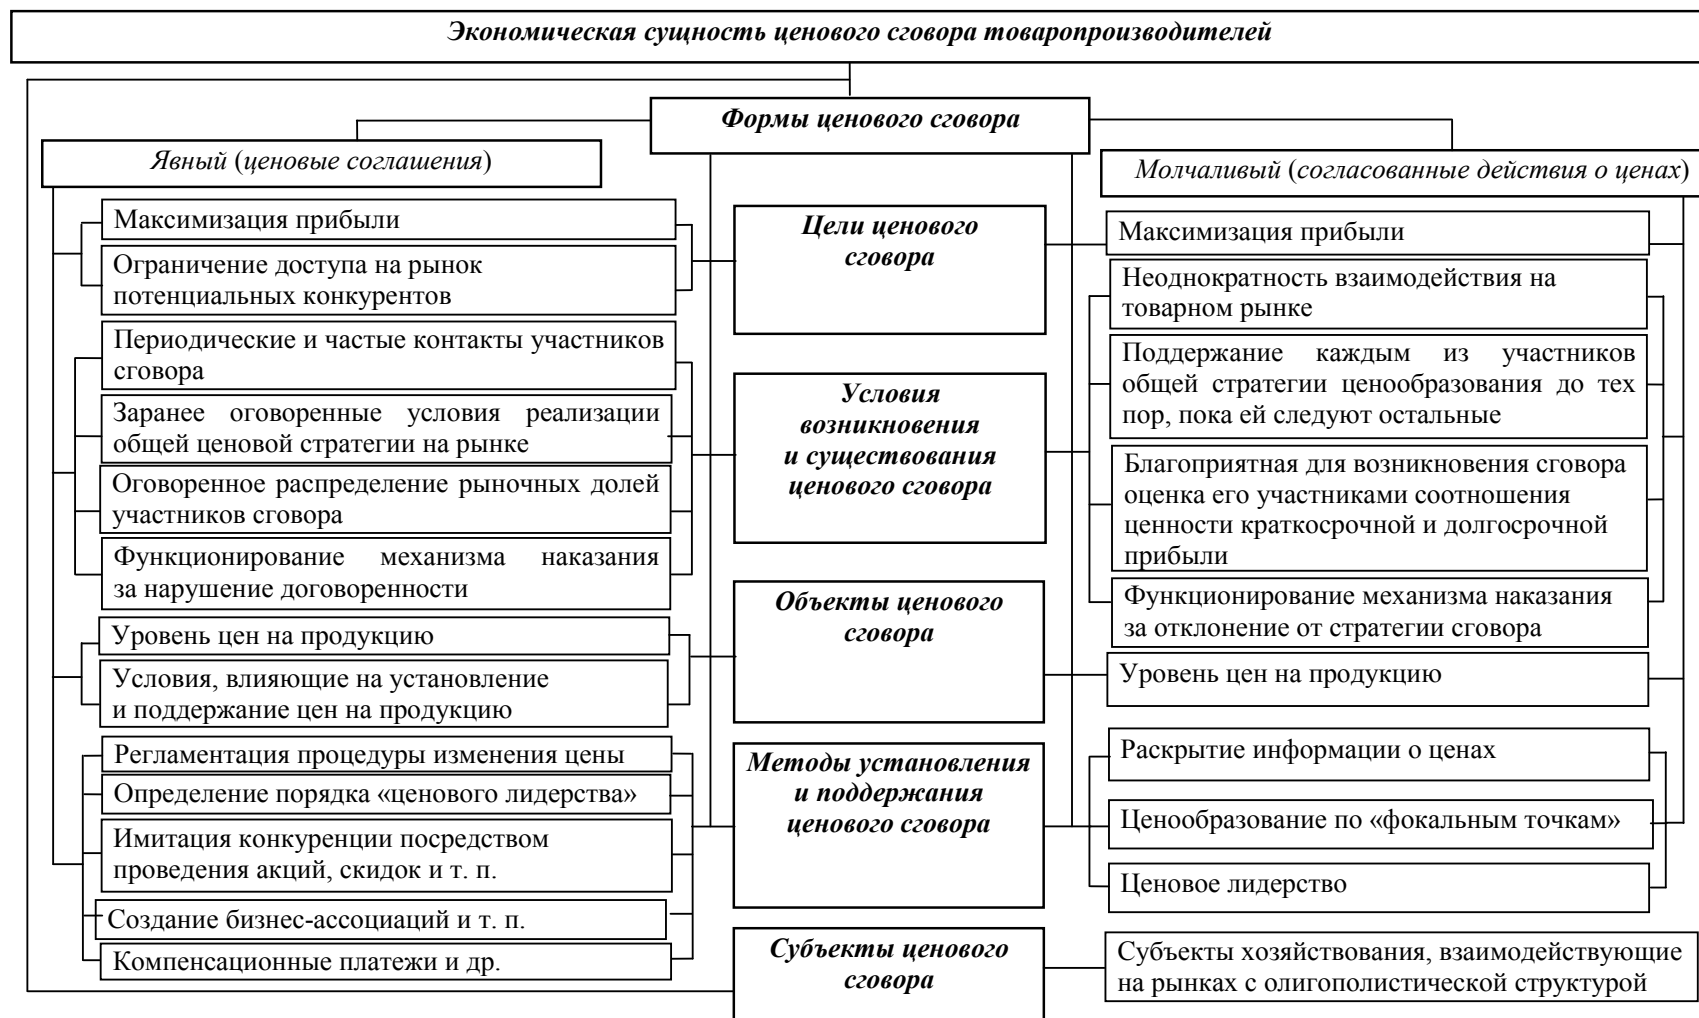 Экономическая сущность ценового сговора товаропроизводителей
Формы ценового сговора
Явный (ценовые соглашения)
Молчаливый (согласованные действия о ценах)
Максимизация прибыли
Ограничение доступа на рынок
потенциальных конкурентов
Цели ценового
сговора
Максимизация прибыли
Периодические и частые контакты участников
сговора
Заранее оговоренные условия реализации
общей ценовой стратегии на рынке
Оговоренное распределение рыночных долей
участников сговора
Функционирование механизма наказания
за нарушение договоренности
Условия
возникновения
и существования
ценового сговора
Неоднократность взаимодействия на
товарном рынке
Поддержание каждым из участников
общей стратегии ценообразования до тех
пор, пока ей следуют остальные
Благоприятная для возникновения сговора
оценка его участниками соотношения
ценности краткосрочной и долгосрочной
прибыли
Функционирование механизма наказания
за отклонение от стратегии сговора
Уровень цен на продукцию
Условия, влияющие на установление
и поддержание цен на продукцию
Объекты ценового
сговора
Уровень цен на продукцию
Регламентация процедуры изменения цены
Определение порядка «ценового лидерства»
Имитация конкуренции посредством
проведения акций, скидок и т. п.
Создание бизнес-ассоциаций и т. п.
Компенсационные платежи и др.
Методы установления
и поддержания
ценового сговора
Раскрытие информации о ценах
Ценообразование по «фокальным точкам»
Ценовое лидерство
Субъекты ценового
сговора
Субъекты хозяйствования, взаимодействующие
на рынках с олигополистической структурой